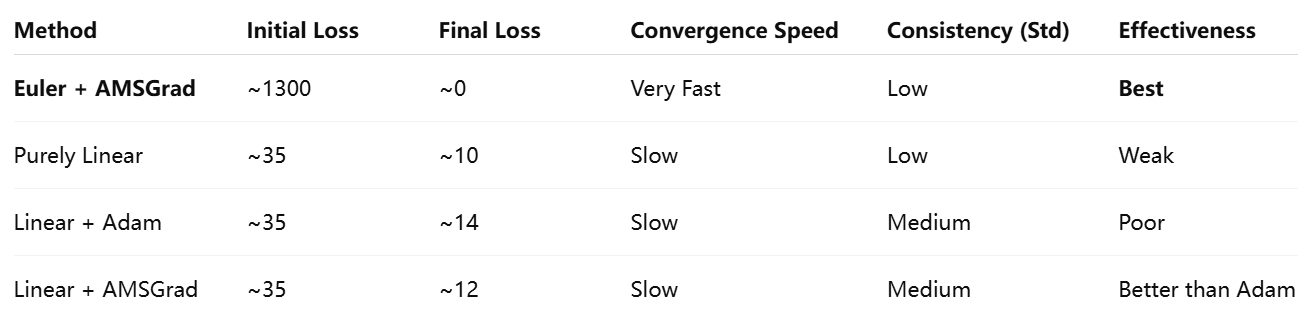 Method Initial Loss Final Loss Convergence Speed Consistency (Std) Effectiveness
Euler + AMSGrad ~1300 ~0 Very Fast Low Best
Purely Linear ~35 ~10 Slow Low Weak
Linear + Adam ~35 ~14 Slow Medium Poor
Linear + AMSGrad ~35 ~12 Slow Medium Better than Adam